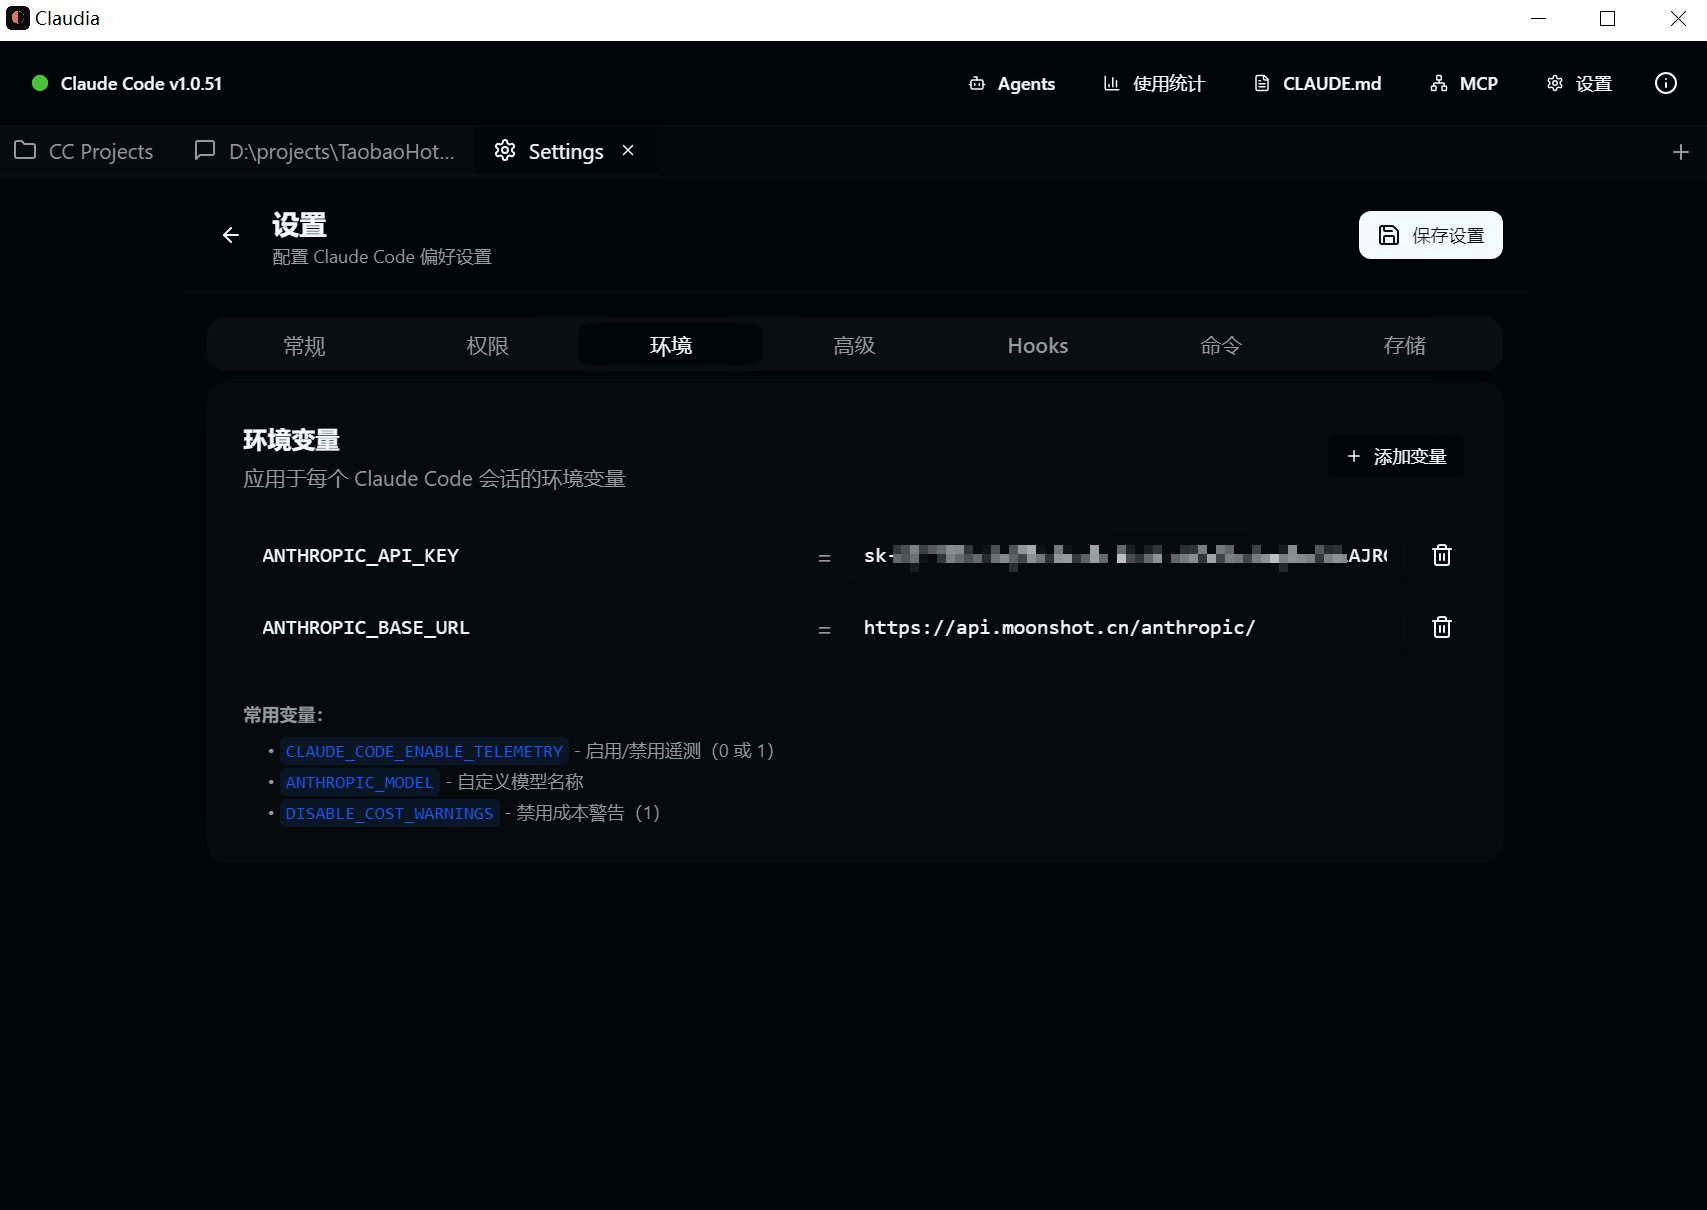 Claudia
Claude Code v1.0.51
Agents
使用统计
CLAUDE.md
MCP
设置
CC Projects
D:\projects\TaobaoHot...
Settings
设置
配置 Claude Code 偏好设置
保存设置
常规
权限
环境
高级
Hooks
命令
存储
环境变量
应用于每个 Claude Code 会话的环境变量
+ 添加变量
ANTHROPIC_API_KEY = sk- AJR
ANTHROPIC_BASE_URL = https://api.moonshot.cn/anthropic/
常用变量：
• CLAUDE_CODE_ENABLE_TELEMETRY - 启用/禁用遥测（0 或 1）
• ANTHROPIC_MODEL - 自定义模型名称
• DISABLE_COST_WARNINGS - 禁用成本警告（1）